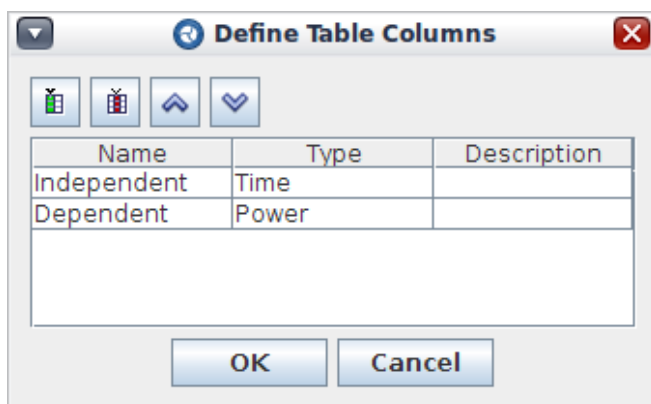 Define Table Columns
Name Type Description
Independent Time
Dependent Power
OK Cancel